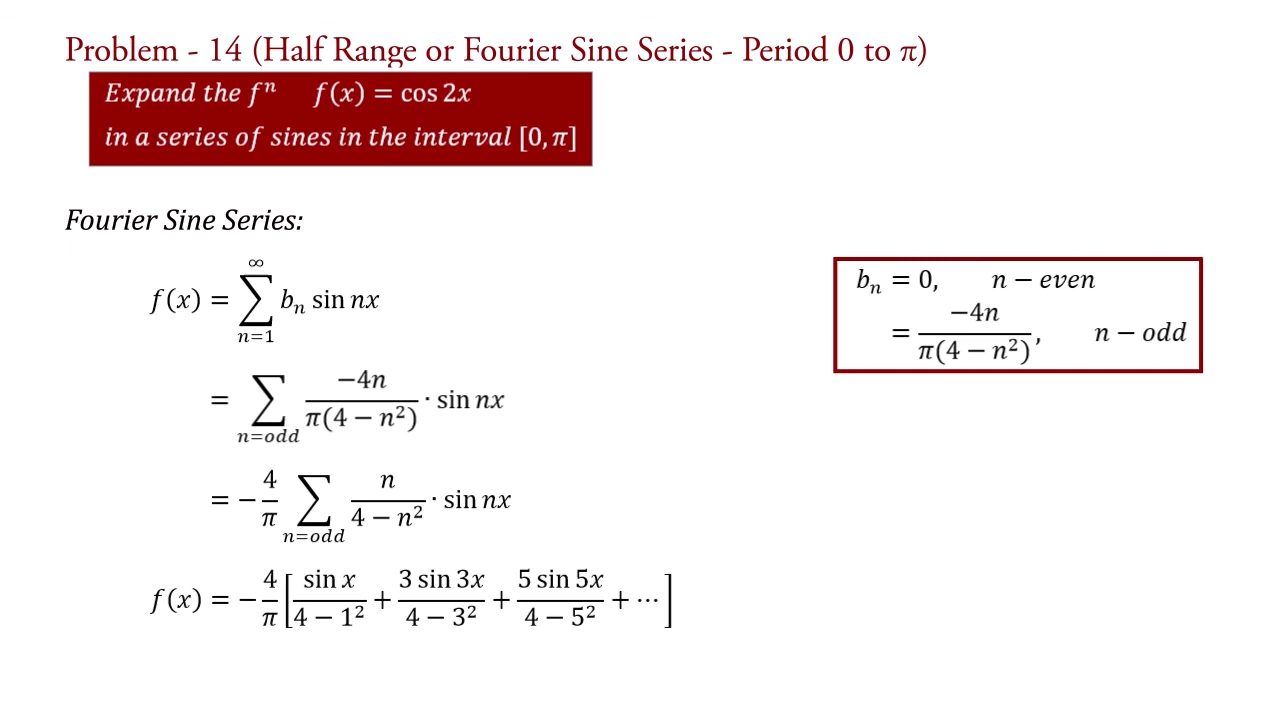 Problem - 14 (Half Range or Fourier Sine Series - Period 0 to π)
Expand the fⁿ f(x) = cos 2x
in a series of sines in the interval [0, π]
Fourier Sine Series:
f(x) = ∑_{n=1}^{∞} bₙ sin nx
bₙ = 0, n − even
= −4n / π(4 − n²), n − odd
= ∑_{n=odd} −4n / π(4 − n²) · sin nx
= − 4/π ∑_{n=odd} n / 4 − n² · sin nx
f(x) = − 4/π [ sin x / 4 − 1² + 3 sin 3x / 4 − 3² + 5 sin 5x / 4 − 5² + ⋯ ]